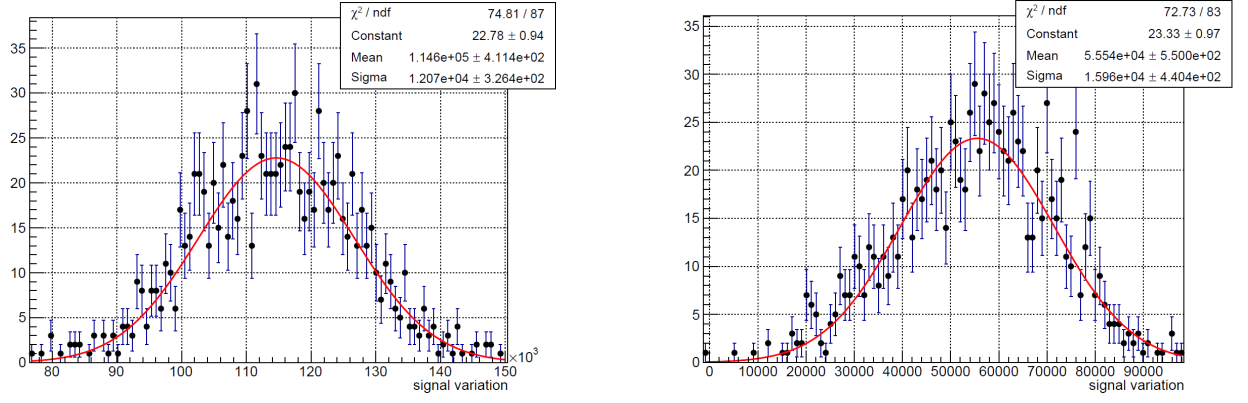 χ² / ndf 74.81 / 87
Constant 22.78 ± 0.94
Mean 1.146e+05 ± 4.114e+02
Sigma 1.207e+04 ± 3.264e+02
35
30
25
20
15
10
5
0
80 90 100 110 120 130 140 150
×10³
signal variation
χ² / ndf 72.73 / 83
Constant 23.33 ± 0.97
Mean 5.554e+04 ± 5.500e+02
Sigma 1.596e+04 ± 4.404e+02
35
30
25
20
15
10
5
0
0 10000 20000 30000 40000 50000 60000 70000 80000 90000
signal variation